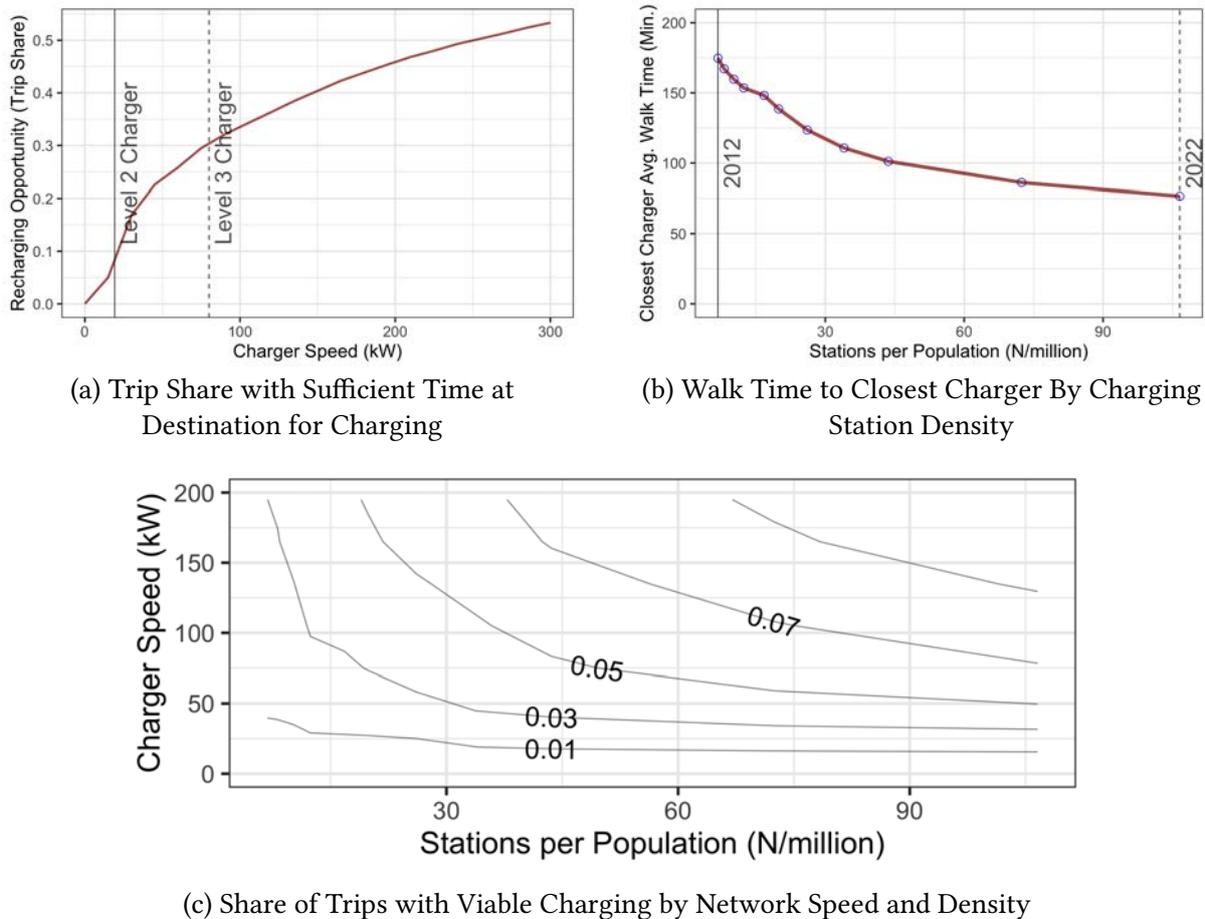 Recharging Opportunity (Trip Share)
0.5
0.4
0.3
0.2
0.1
0.0
Level 2 Charger
Level 3 Charger
0
100
200
300
Charger Speed (kW)
(a) Trip Share with Sufficient Time at
Destination for Charging
Closest Charger Avg. Walk Time (Min.)
200
150
100
50
0
2012
2022
30
60
90
Stations per Population (N/million)
(b) Walk Time to Closest Charger By Charging
Station Density
Charger Speed (kW)
200
150
100
50
0
0.07
0.05
0.03
0.01
30
60
90
Stations per Population (N/million)
(c) Share of Trips with Viable Charging by Network Speed and Density